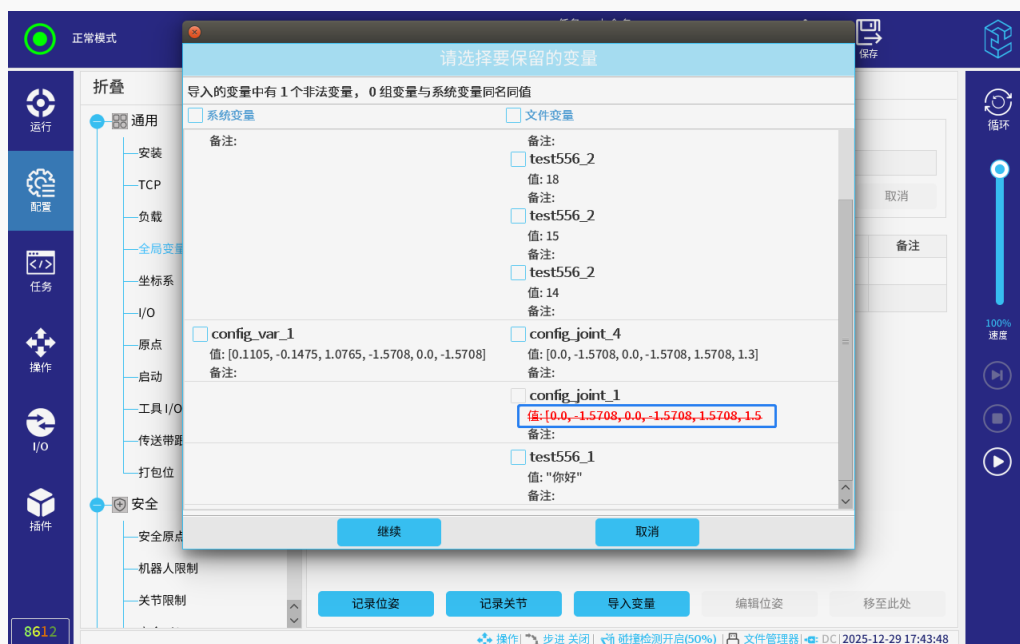 正常模式
保存
请选择要保留的变量
导入的变量中有 1 个非法变量， 0 组变量与系统变量同名同值
系统变量
文件变量
备注:
备注:
test556_2
值: 18
备注:
test556_2
值: 15
备注:
test556_2
值: 14
备注:
config_var_1
值: [0.1105, -0.1475, 1.0765, -1.5708, 0.0, -1.5708]
备注:
config_joint_4
值: [0.0, -1.5708, 0.0, -1.5708, 1.5708, 1.3]
备注:
config_joint_1
值: [0.0, -1.5708, 0.0, -1.5708, 1.5708, 1.5
备注:
test556_1
值: "你好"
备注:
继续
取消
运行
配置
任务
操作
I/O
插件
8612
折叠
通用
安装
TCP
负载
全局变量
坐标系
I/O
原点
启动
工具 I/O
传送带跟
打包位
安全
安全原点
机器人限制
关节限制
取消
备注
记录位姿
记录关节
导入变量
编辑位姿
移至此处
循环
100%
速度
操作| 步进 关闭| 碰撞检测开启(50%) | 文件管理器| DC| 2025-12-29 17:43:48